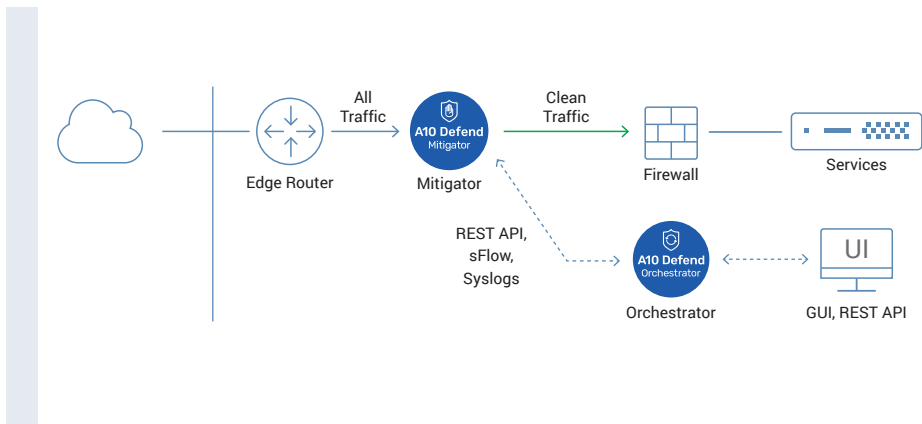 All
Traffic
Clean
Traffic
A10 Defend
Mitigator
Edge Router
Mitigator
Firewall
Services
REST API,
sFlow,
Syslogs
A10 Defend
Orchestrator
UI
Orchestrator
GUI, REST API